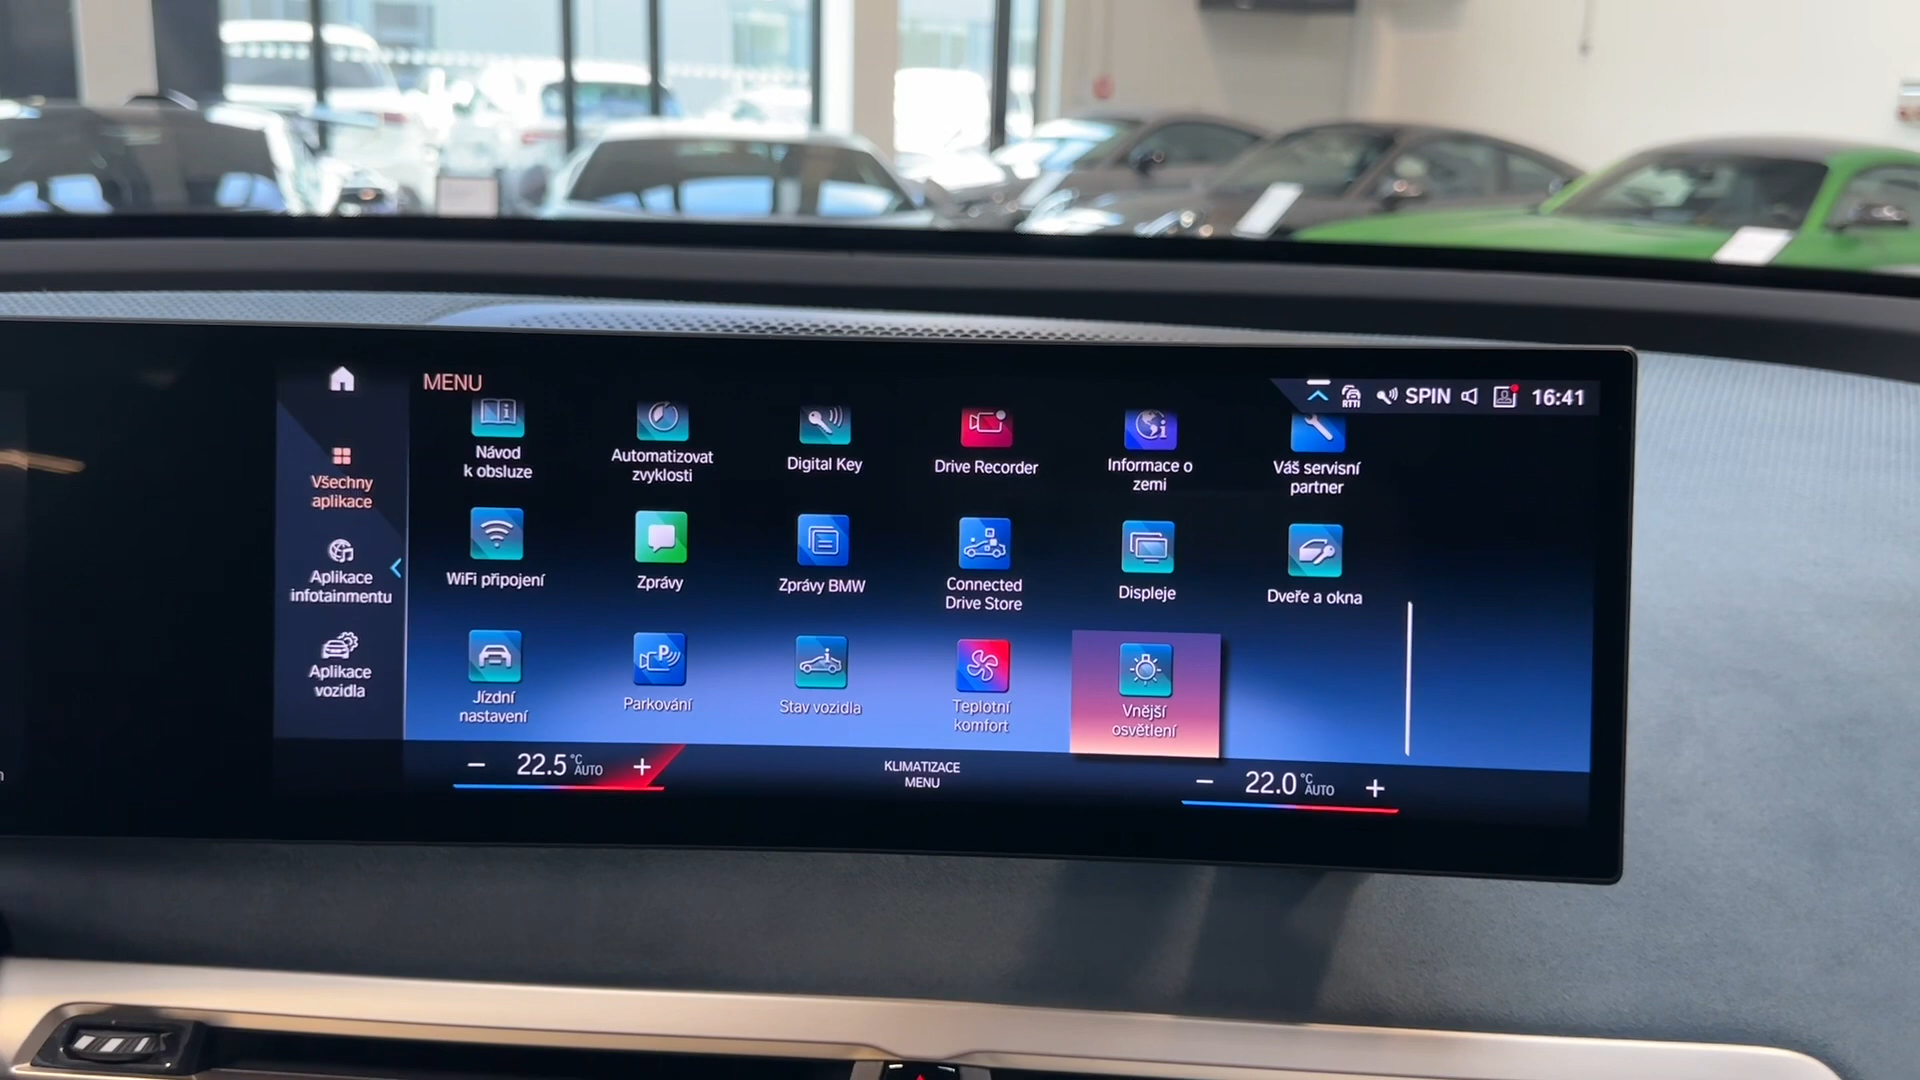 MENU
RTTI
SPIN
16:41
Všechny
aplikace
Aplikace
infotainmentu
Aplikace
vozidla
Návod
k obsluze
Automatizovat
zvyklosti
Digital Key
Drive Recorder
Informace o
zemi
Váš servisní
partner
WiFi připojení
Zprávy
Zprávy BMW
Connected
Drive Store
Displeje
Dveře a okna
Jízdní
nastavení
Parkování
Stav vozidla
Teplotní
komfort
Vnější
osvětlení
− 22.5 °C AUTO +
KLIMATIZACE
MENU
− 22.0 °C AUTO +